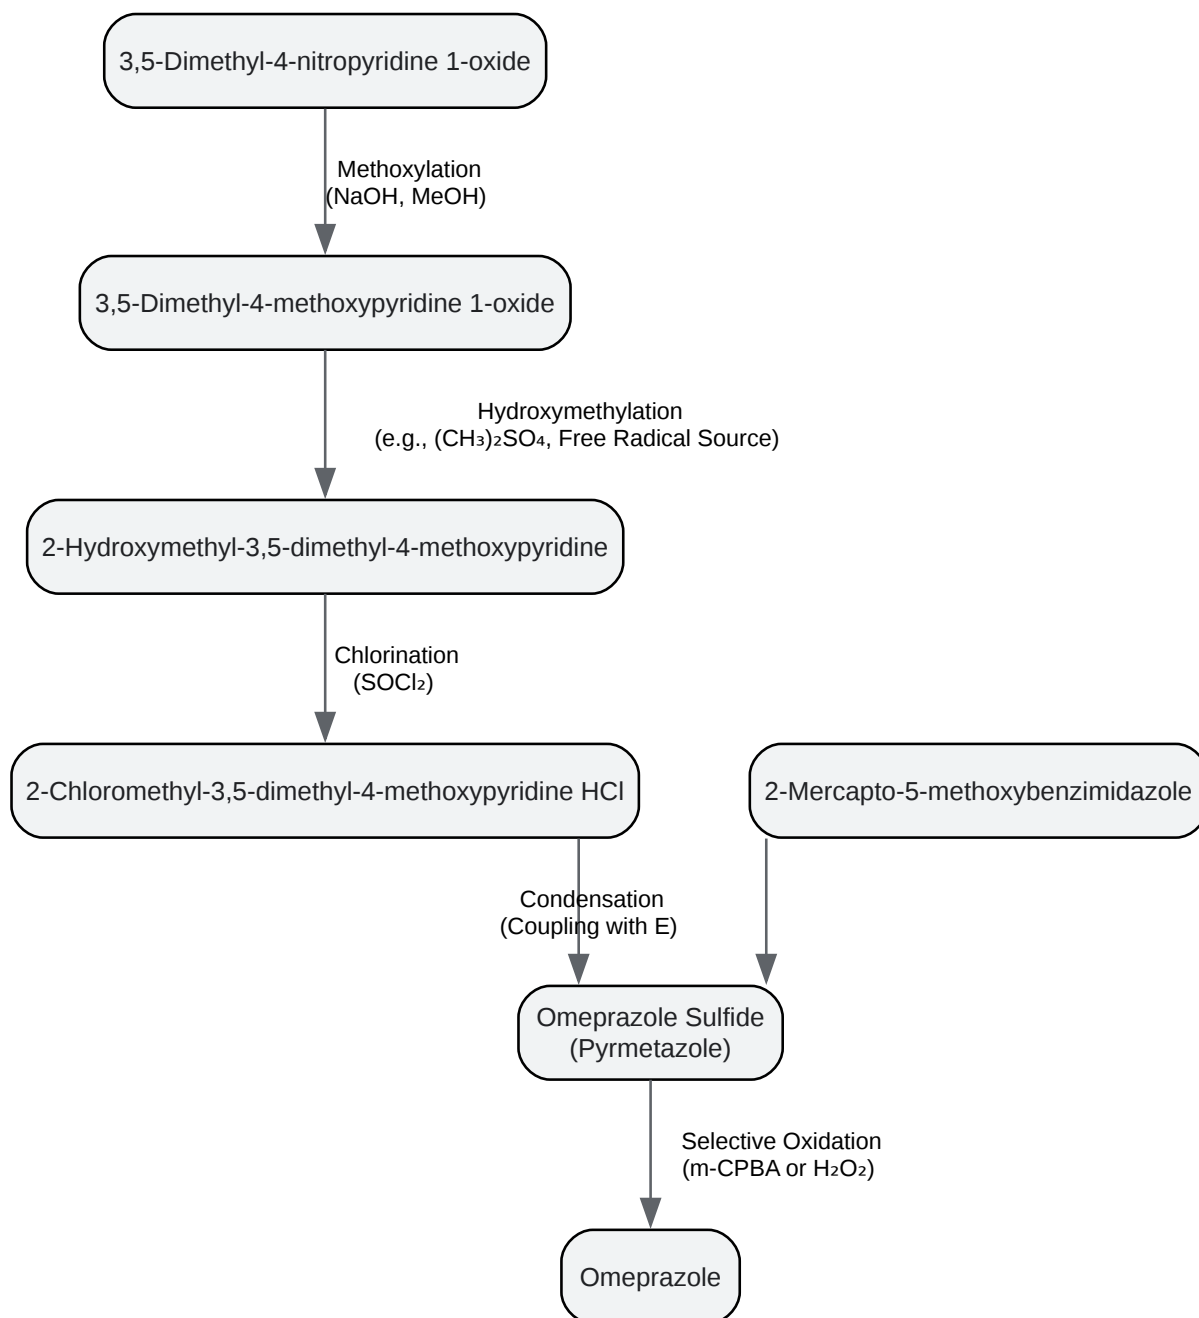 3,5-Dimethyl-4-nitropyridine 1-oxide
Methoxylation
(NaOH, MeOH)
3,5-Dimethyl-4-methoxypyridine 1-oxide
Hydroxymethylation
(e.g., (CH₃)₂SO₄, Free Radical Source)
2-Hydroxymethyl-3,5-dimethyl-4-methoxypyridine
Chlorination
(SOCl₂)
2-Chloromethyl-3,5-dimethyl-4-methoxypyridine HCl
2-Mercapto-5-methoxybenzimidazole
Condensation
(Coupling with E)
Omeprazole Sulfide
(Pyrmetazole)
Selective Oxidation
(m-CPBA or H₂O₂)
Omeprazole